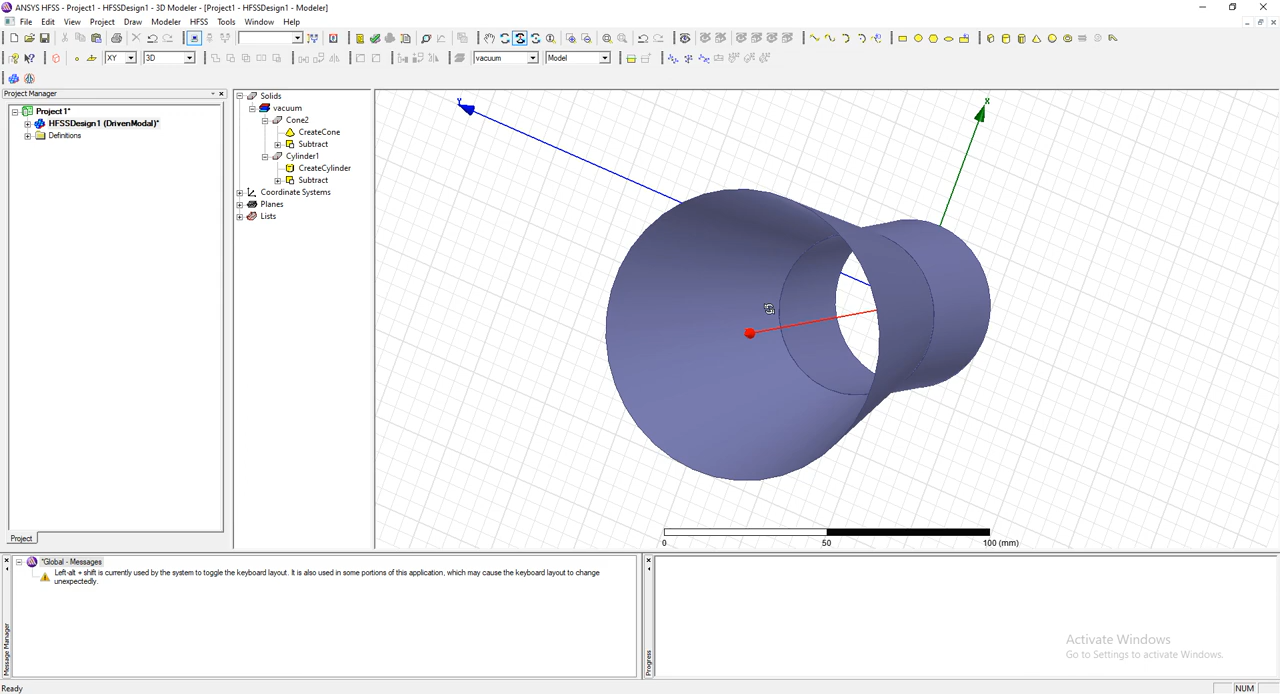 ANSYS HFSS - Project1 - HFSSDesign1 - 3D Modeler - [Project1 - HFSSDesign1 - Modeler]
File Edit View Project Draw Modeler HFSS Tools Window Help
XY 3D vacuum Model
Project Manager
Project1*
HFSSDesign1 (DrivenModal)*
Definitions
Project
Solids
vacuum
Cone2
CreateCone
Subtract
Cylinder1
CreateCylinder
Subtract
Coordinate Systems
Planes
Lists
Y
X
0 50 100 (mm)
*Global - Messages
Left-alt + shift is currently used by the system to toggle the keyboard layout. It is also used in some portions of this application, which may cause the keyboard layout to change
unexpectedly.
Message Manager
Progress
Activate Windows
Go to Settings to activate Windows.
Ready
NUM